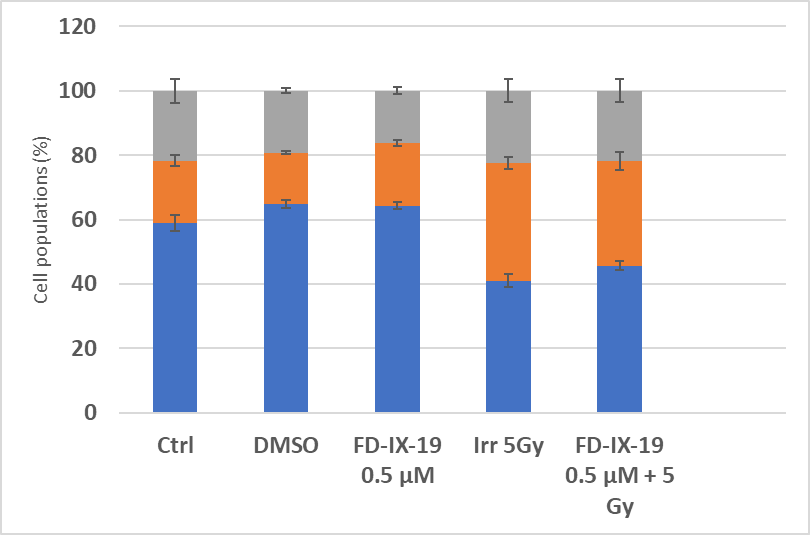 120
100
80
60
40
20
0
Cell populations (%)
Ctrl
DMSO
FD-IX-19
0.5 µM
Irr 5Gy
FD-IX-19
0.5 µM + 5
Gy